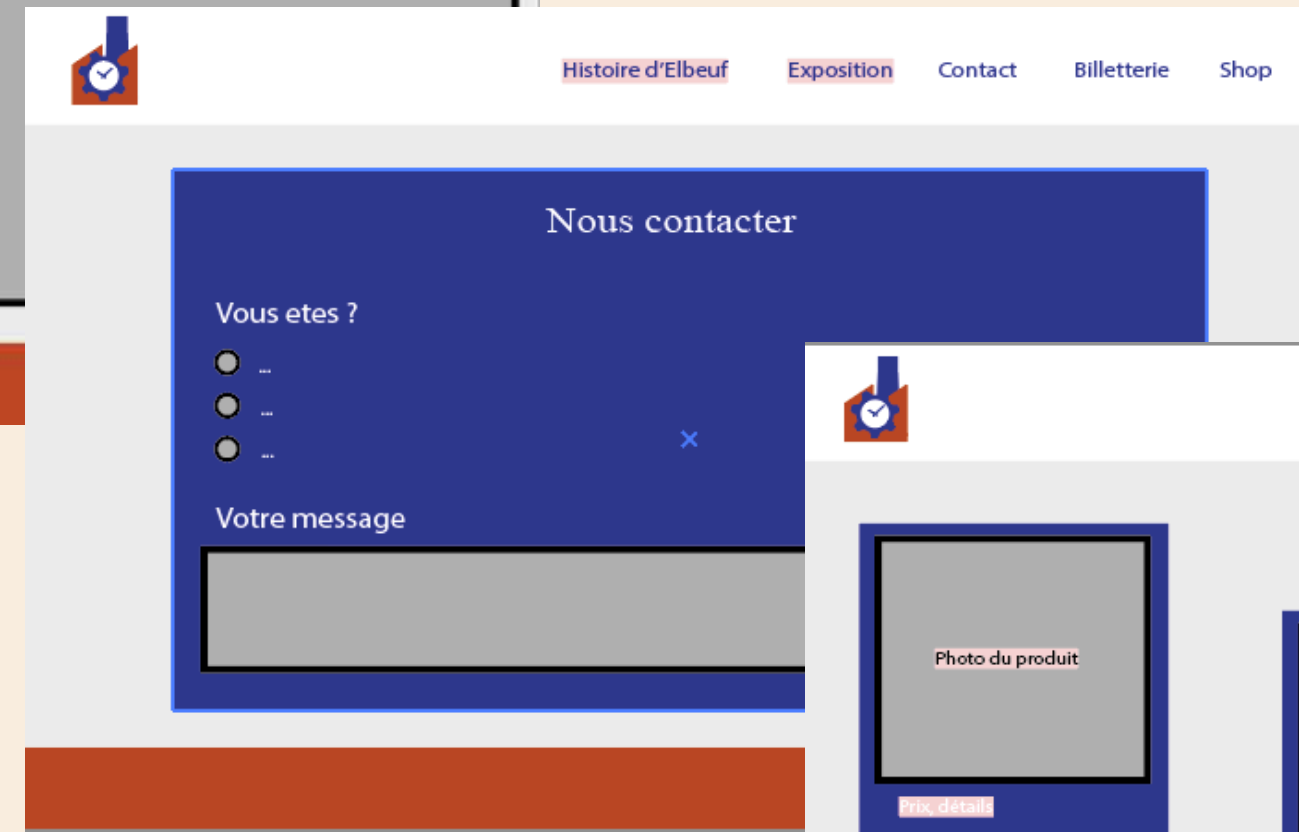 Histoire d'Elbeuf Exposition Contact Billetterie Shop
Nous contacter
Vous etes ?
...
...
...
Votre message
Photo du produit
Prix, détails